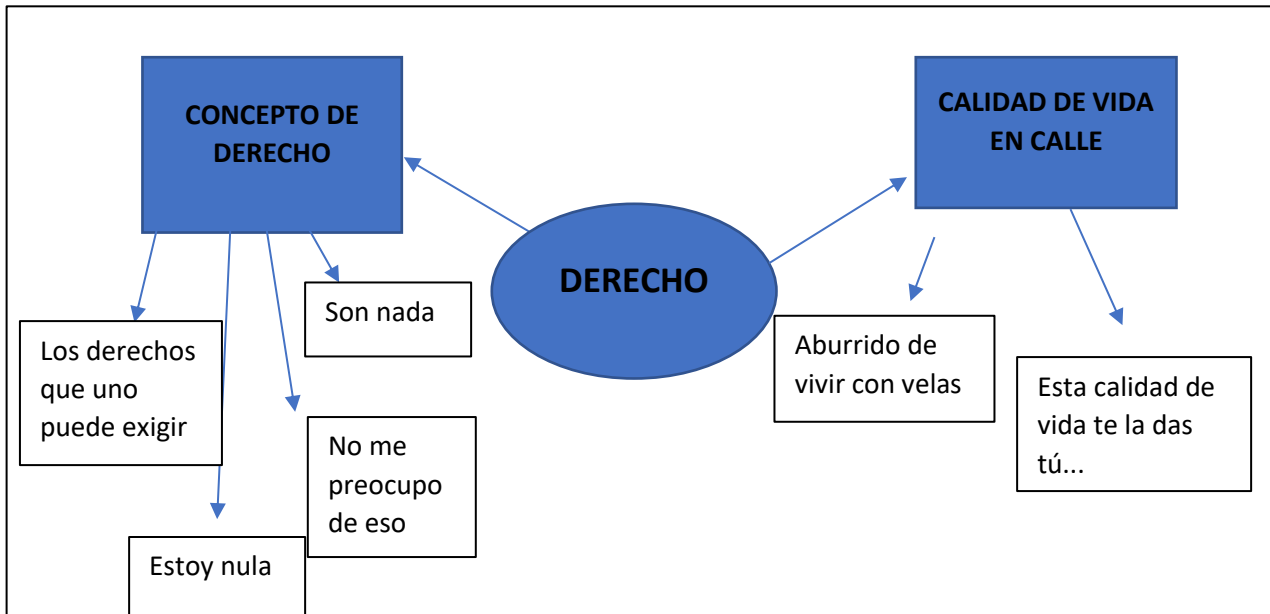 CONCEPTO DE
DERECHO
CALIDAD DE VIDA
EN CALLE
DERECHO
Son nada
Los derechos
que uno
puede exigir
No me
preocupo
de eso
Estoy nula
Aburrido de
vivir con velas
Esta calidad de
vida te la das
tú...